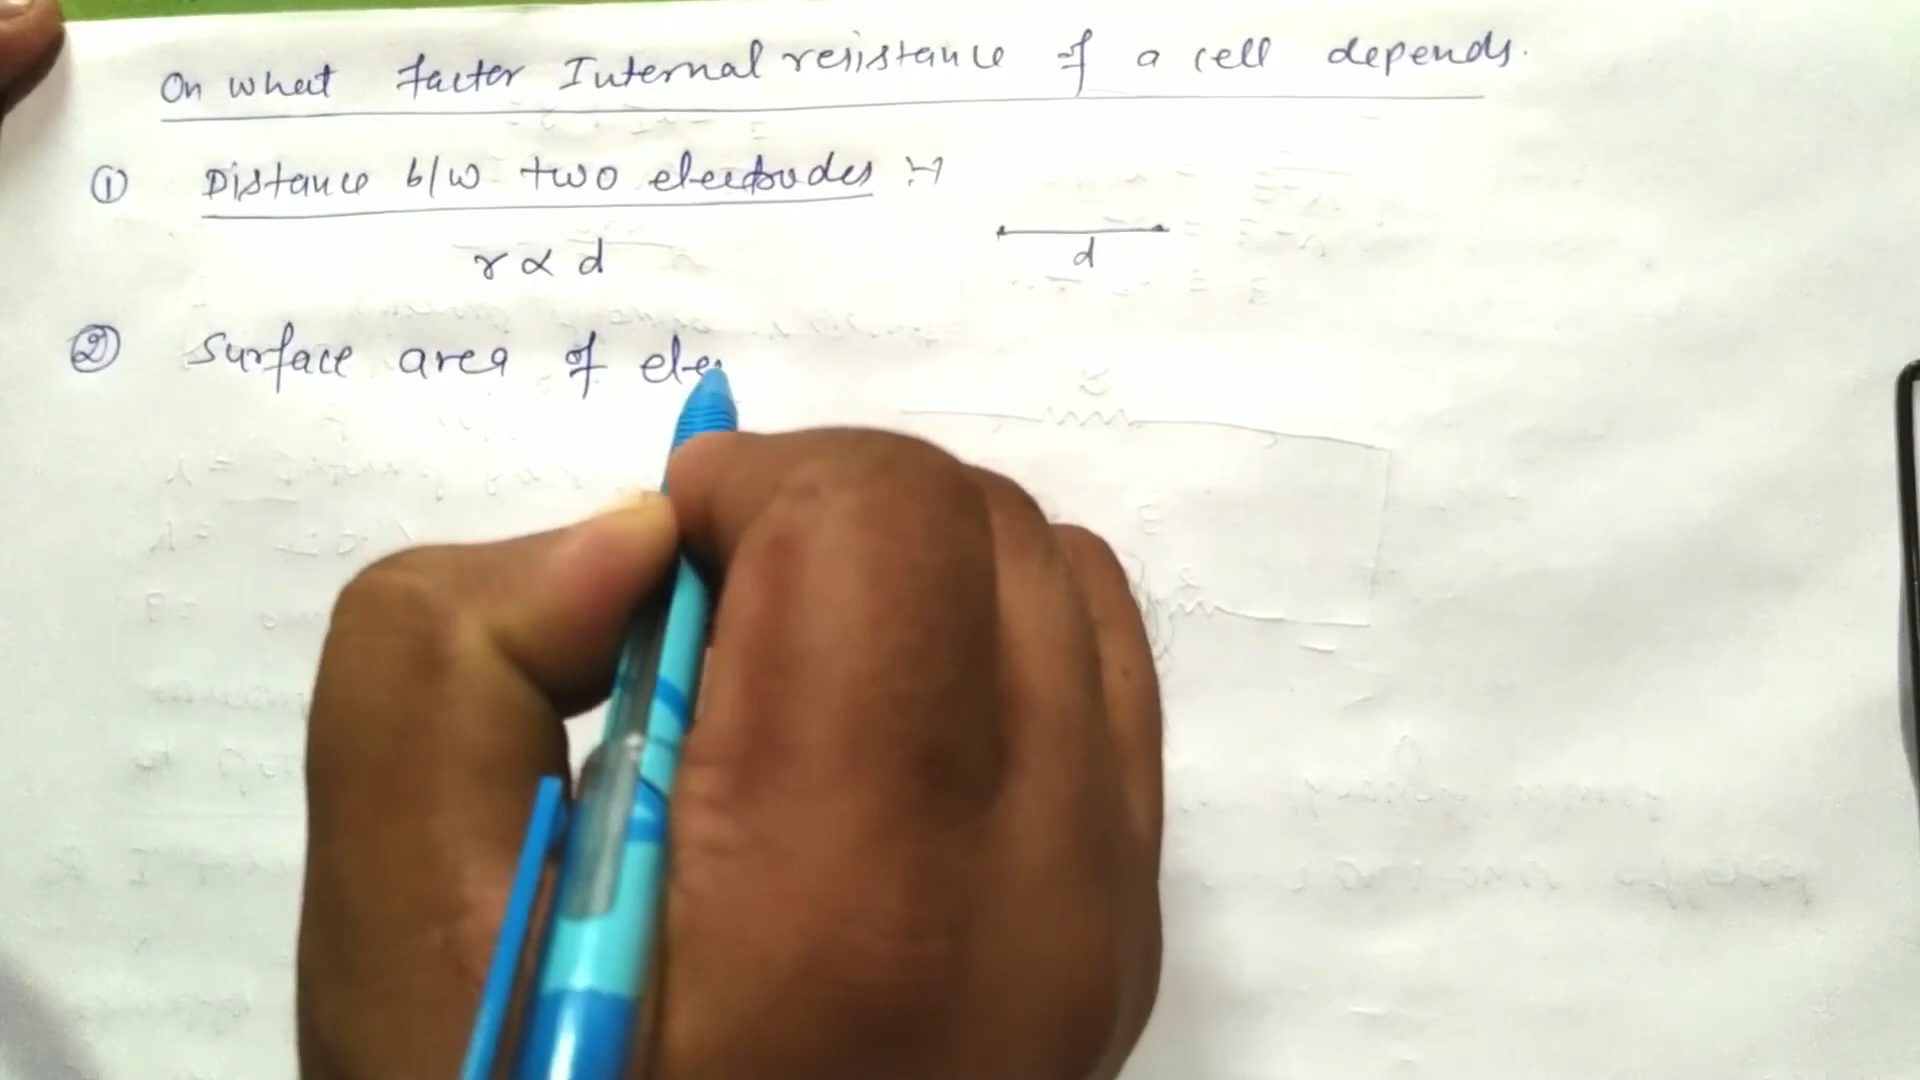 On what factor Internal resistance of a cell depends.
① Distance b/w two electrodes :-
d
r ∝ d
② Surface area of ele